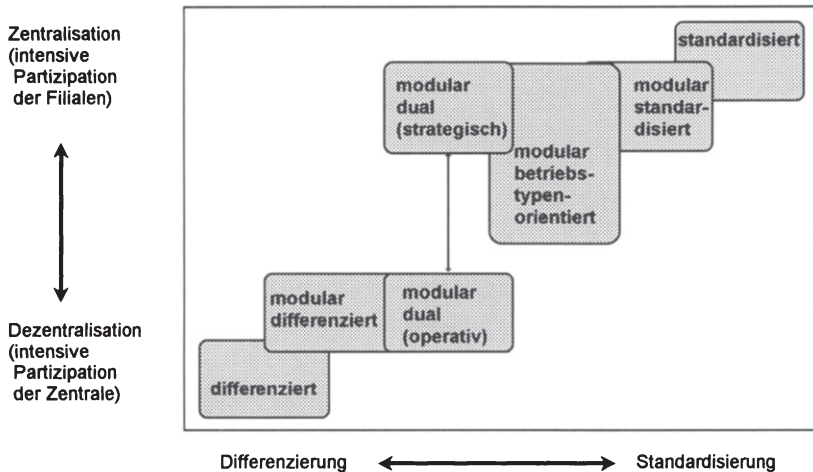 Zentralisation
(intensive
Partizipation
der Filialen)
standardisiert
modular
dual
(strategisch)
modular
standar-
disiert
modular
betriebs-
typen-
orientiert
modular
differenziert
modular
dual
(operativ)
Dezentralisation
(intensive
Partizipation
der Zentrale)
differenziert
Differenzierung
Standardisierung